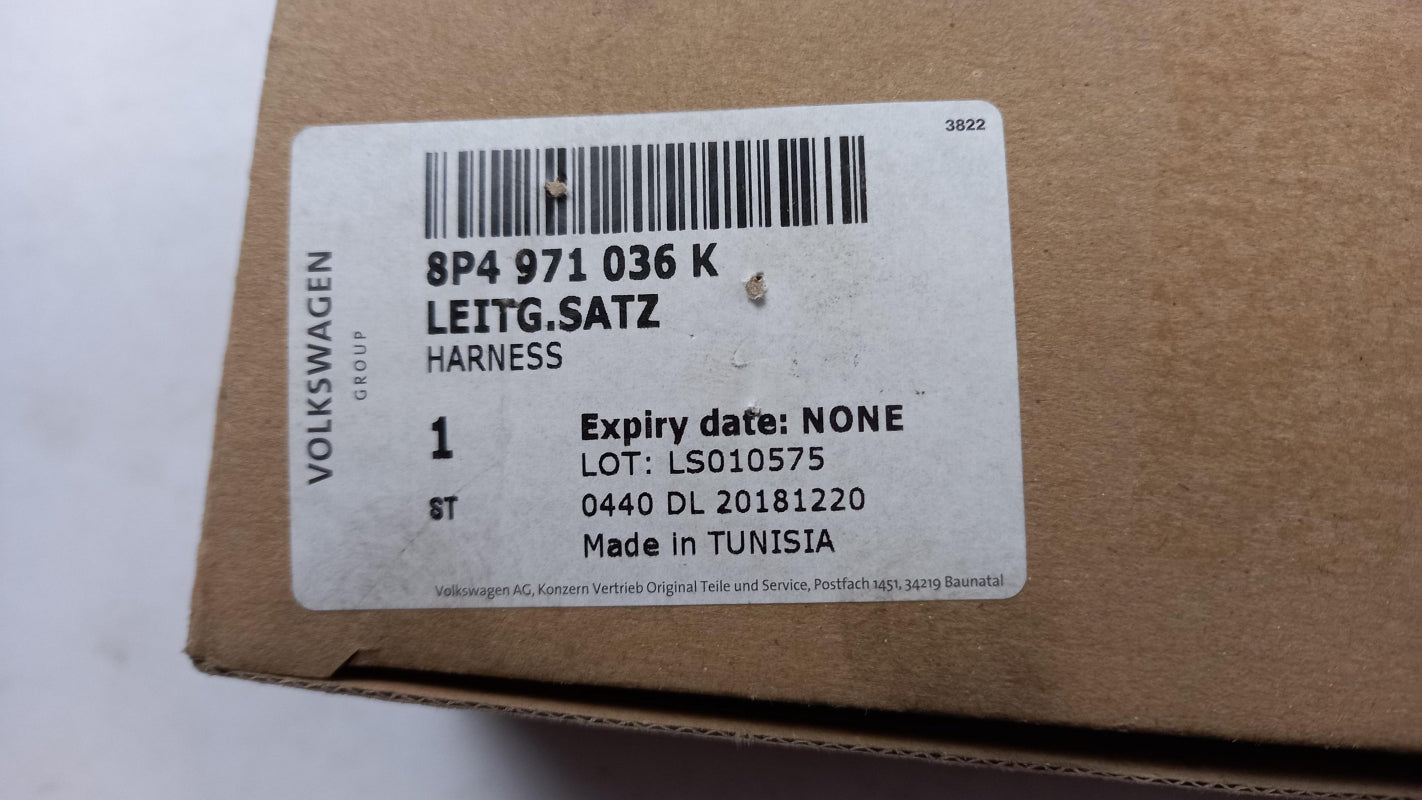 3822
VOLKSWAGEN
GROUP
8P4 971 036 K
LEITG.SATZ
HARNESS
1
ST
Expiry date: NONE
LOT: LS010575
0440 DL 20181220
Made in TUNISIA
Volkswagen AG, Konzern Vertrieb Original Teile und Service, Postfach 1451, 34219 Baunatal